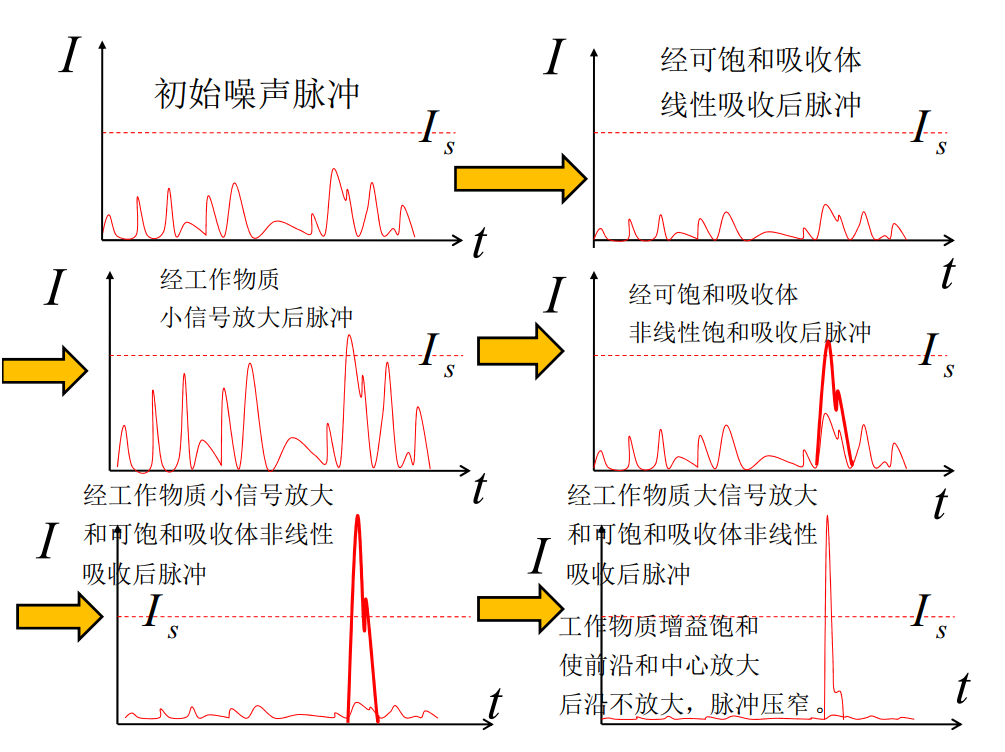 I
初始噪声脉冲
I s
t
I
经可饱和吸收体
线性吸收后脉冲
I s
t
I
经工作物质
小信号放大后脉冲
I s
t
I
经可饱和吸收体
非线性饱和吸收后脉冲
I s
t
经工作物质小信号放大
和可饱和吸收体非线性
吸收后脉冲
I
I s
t
经工作物质大信号放大
和可饱和吸收体非线性
吸收后脉冲
I
I s
工作物质增益饱和
使前沿和中心放大
后沿不放大，脉冲压窄。
t